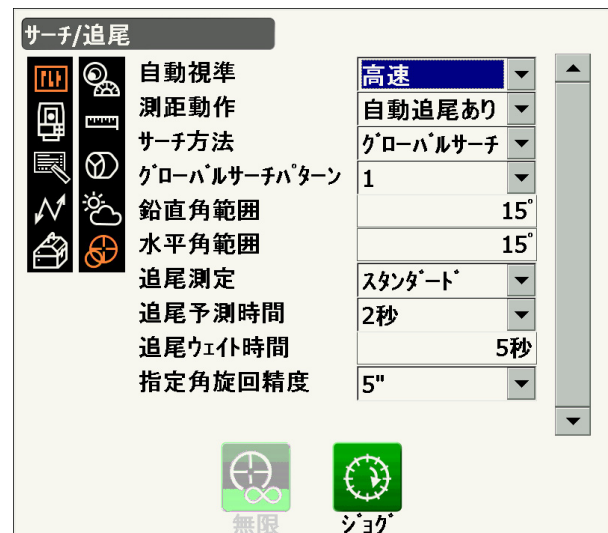 サーチ/追尾
自動視準 高速
測距動作 自動追尾あり
サーチ方法 グローバルサーチ
グローバルサーチパターン 1
鉛直角範囲 15°
水平角範囲 15°
追尾測定 スタンダード
追尾予測時間 2秒
追尾ウェイト時間 5秒
指定角旋回精度 5"
無限 ジョグ